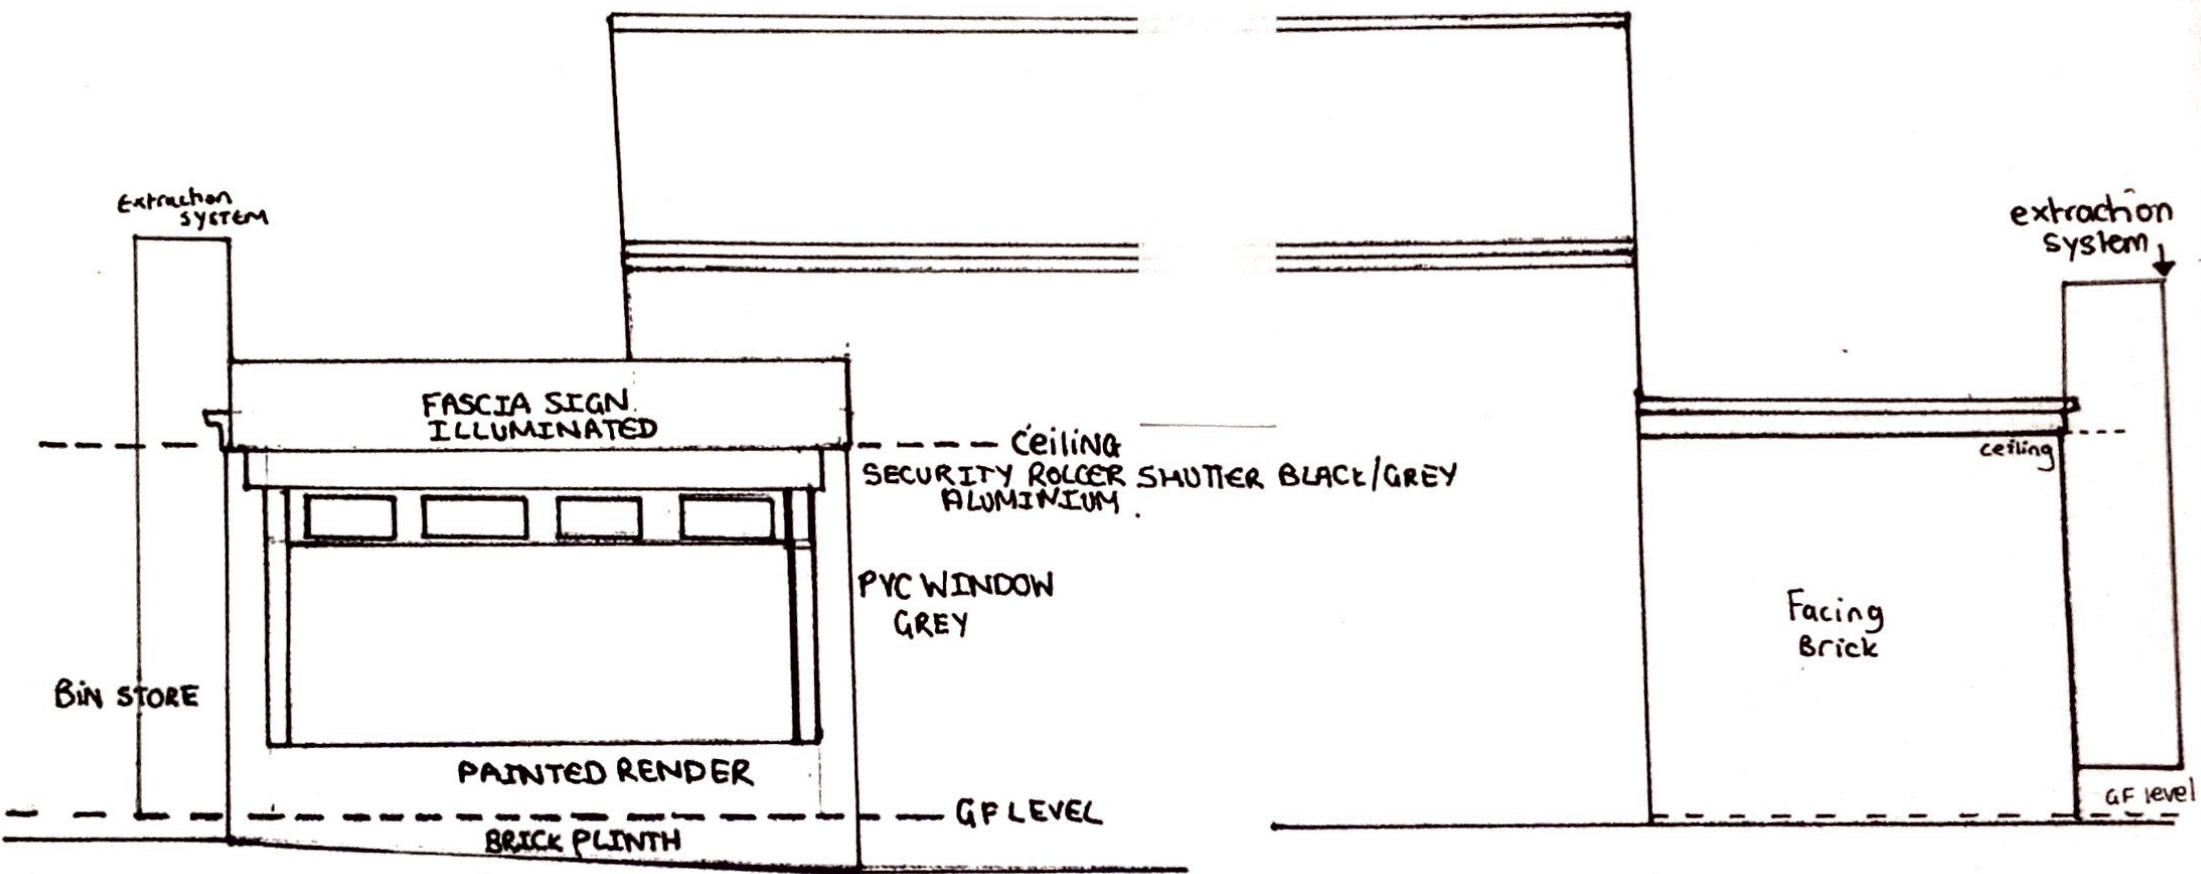 Extraction
SYSTEM
extraction
system
FASCIA SIGN
ILLUMINATED
Ceiling
SECURITY ROLLER SHUTTER BLACK/GREY
ALUMINIUM
ceiling
PVC WINDOW
GREY
Facing
Brick
BIN STORE
PAINTED RENDER
GF LEVEL
GF level
BRICK PLINTH